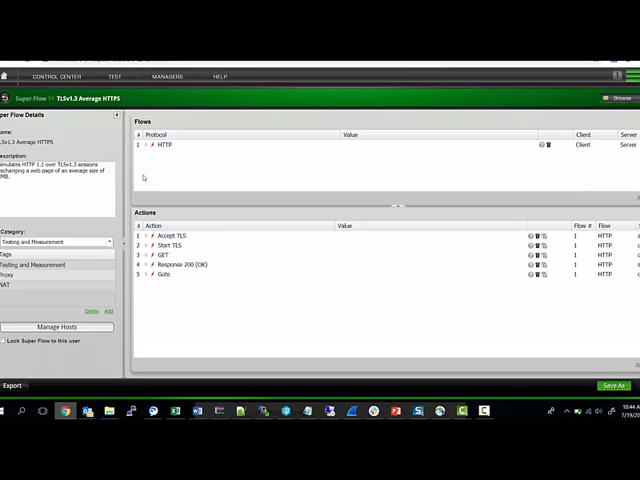 CONTROL CENTER TEST MANAGERS HELP
Super Flow >> TLSv1.3 Average HTTPS Browse
per Flow Details
me:
LSv1.3 Average HTTPS
escription:
imulates HTTP 1.1 over TLSv1.3 sessions
exchanging a web page of an average size of
MB.
Category:
Testing and Measurement
Tags
Testing and Measurement
Proxy
NAT
Delete Add
Manage Hosts
Lock Super Flow to this user
Flows
# Protocol Value Client Server
1 HTTP Client Server
Actions
# Action Value Flow # Flow
1 Accept TLS 1 HTTP
2 Start TLS 1 HTTP
3 GET 1 HTTP
4 Response 200 (OK) 1 HTTP
5 Goto 1 HTTP
Export Save As
10:44 A
7/19/20